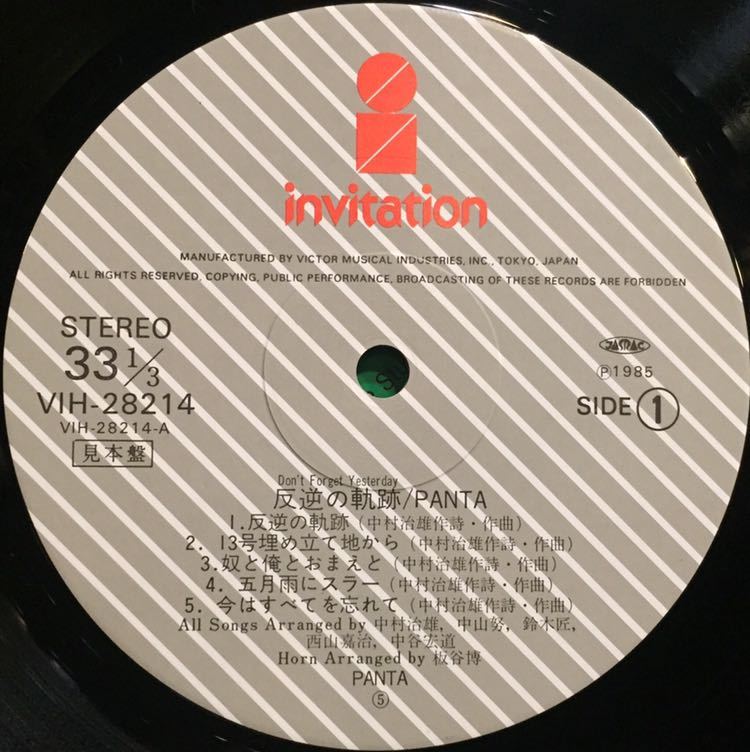 invitation
MANUFACTURED BY VICTOR MUSICAL INDUSTRIES, INC., TOKYO, JAPAN
ALL RIGHTS RESERVED. COPYING, PUBLIC PERFORMANCE, BROADCASTING OF THESE RECORDS ARE FORBIDDEN
STEREO
33 1/3
VIH-28214
VIH-28214-A
見本盤
JASRAC
Ⓟ1985
SIDE 1
Don't Forget Yesterday
反逆の軌跡/PANTA
1.反逆の軌跡(中村治雄作詩・作曲)
2. 13号埋め立て地から(中村治雄作詩・作曲)
3.奴と俺とおまえと(中村治雄作詩・作曲)
4. 五月雨にスラー(中村治雄作詩・作曲)
5. 今はすべてを忘れて(中村治雄作詩・作曲)
All Songs Arranged by 中村治雄, 中山努, 鈴木匠,
西山嘉治, 中谷宏道
Horn Arranged by 板谷博
PANTA
⑤